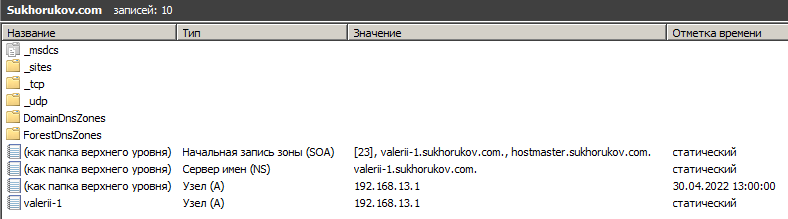 Sukhorukov.com записей: 10
Название Тип Значение Отметка времени
_msdcs
_sites
_tcp
_udp
DomainDnsZones
ForestDnsZones
(как папка верхнего уровня) Начальная запись зоны (SOA) [23], valerii-1.sukhorukov.com., hostmaster.sukhorukov.com. статический
(как папка верхнего уровня) Сервер имен (NS) valerii-1.sukhorukov.com. статический
(как папка верхнего уровня) Узел (A) 192.168.13.1 30.04.2022 13:00:00
valerii-1 Узел (A) 192.168.13.1 статический